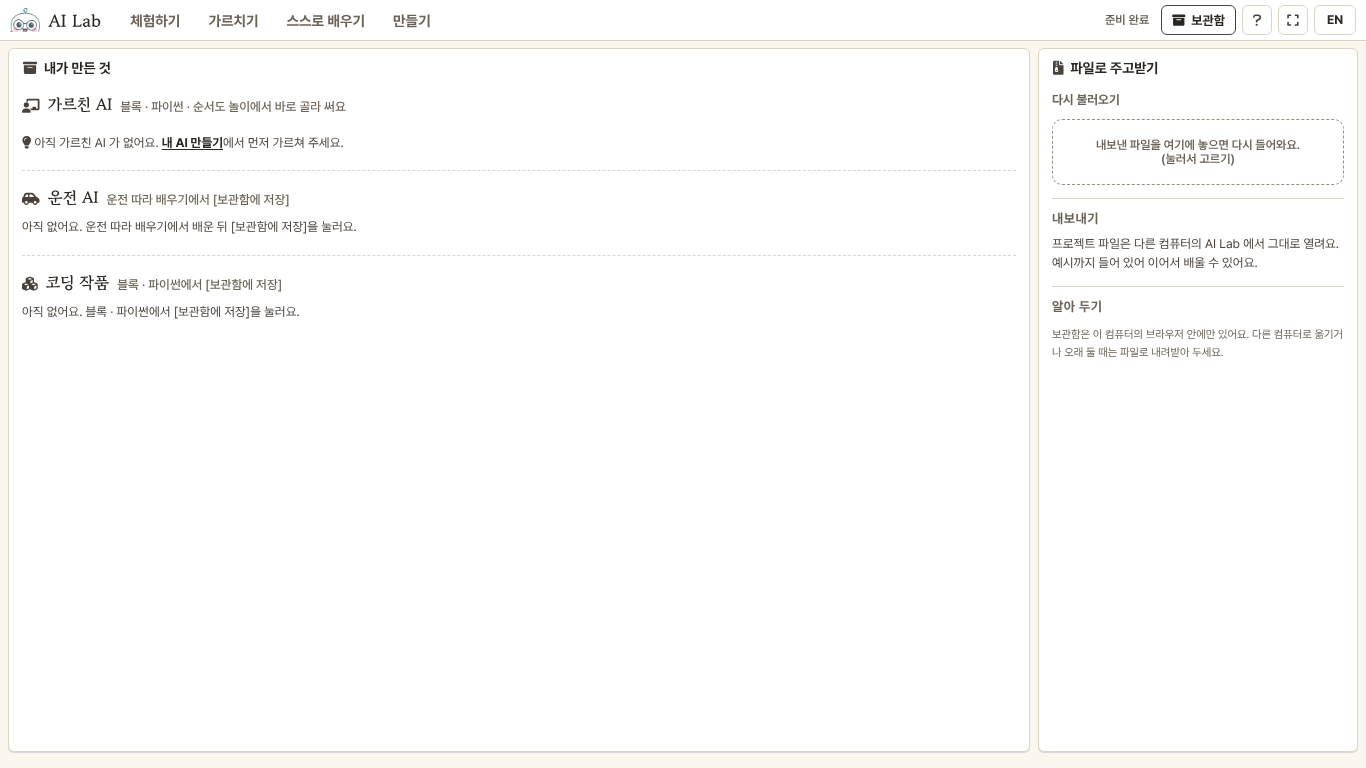 AI Lab 체험하기 가르치기 스스로 배우기 만들기 준비 완료 보관함 ? EN
내가 만든 것
가르친 AI 블록 · 파이썬 · 순서도 놀이에서 바로 골라 써요
아직 가르친 AI 가 없어요. 내 AI 만들기에서 먼저 가르쳐 주세요.
운전 AI 운전 따라 배우기에서 [보관함에 저장]
아직 없어요. 운전 따라 배우기에서 배운 뒤 [보관함에 저장]을 눌러요.
코딩 작품 블록 · 파이썬에서 [보관함에 저장]
아직 없어요. 블록 · 파이썬에서 [보관함에 저장]을 눌러요.
파일로 주고받기
다시 불러오기
내보낸 파일을 여기에 놓으면 다시 들어와요.
(눌러서 고르기)
내보내기
프로젝트 파일은 다른 컴퓨터의 AI Lab 에서 그대로 열려요.
예시까지 들어 있어 이어서 배울 수 있어요.
알아 두기
보관함은 이 컴퓨터의 브라우저 안에만 있어요. 다른 컴퓨터로 옮기거
나 오래 둘 때는 파일로 내려받아 두세요.